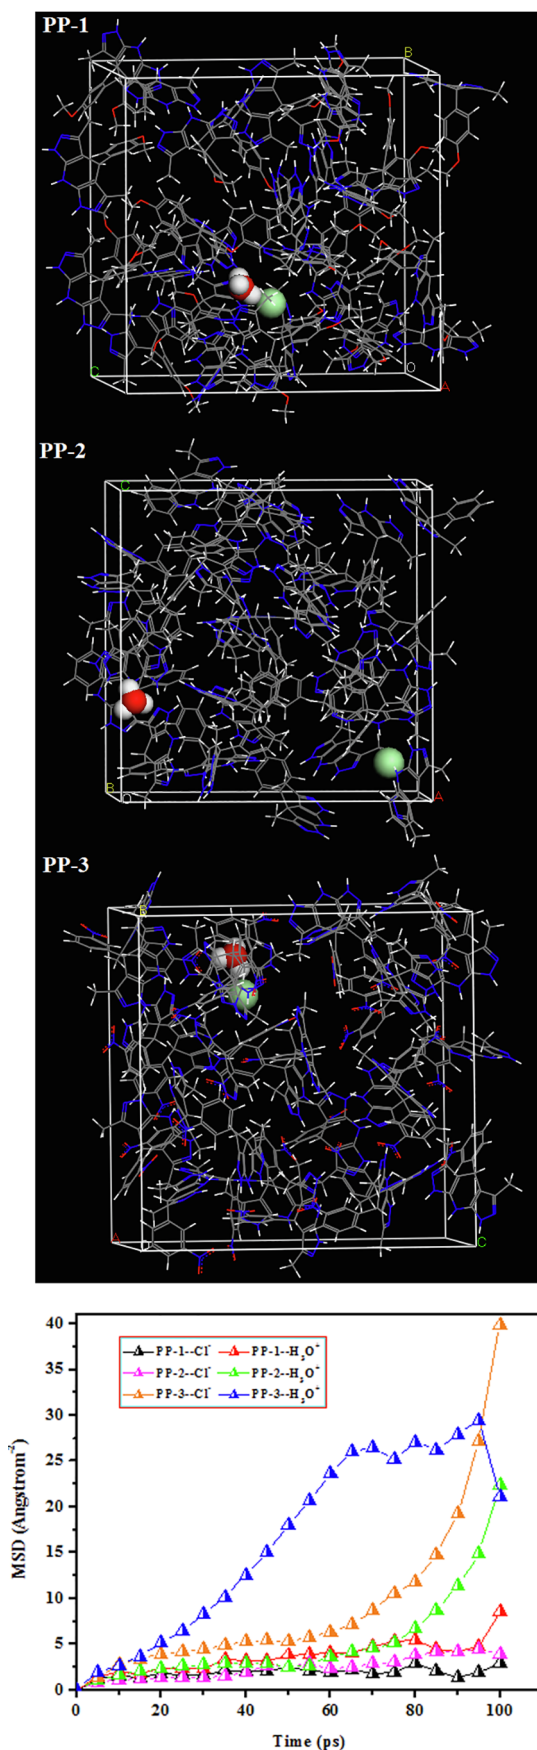 PP-1
B
C
O
A
PP-2
C
B
O
A
PP-3
B
A
C
MSD (Angstrom⁻²)
40
35
30
25
20
15
10
5
0
PP-1--Cl⁻ PP-1--H₃O⁺
PP-2--Cl⁻ PP-2--H₃O⁺
PP-3--Cl⁻ PP-3--H₃O⁺
0 20 40 60 80 100
Time (ps)